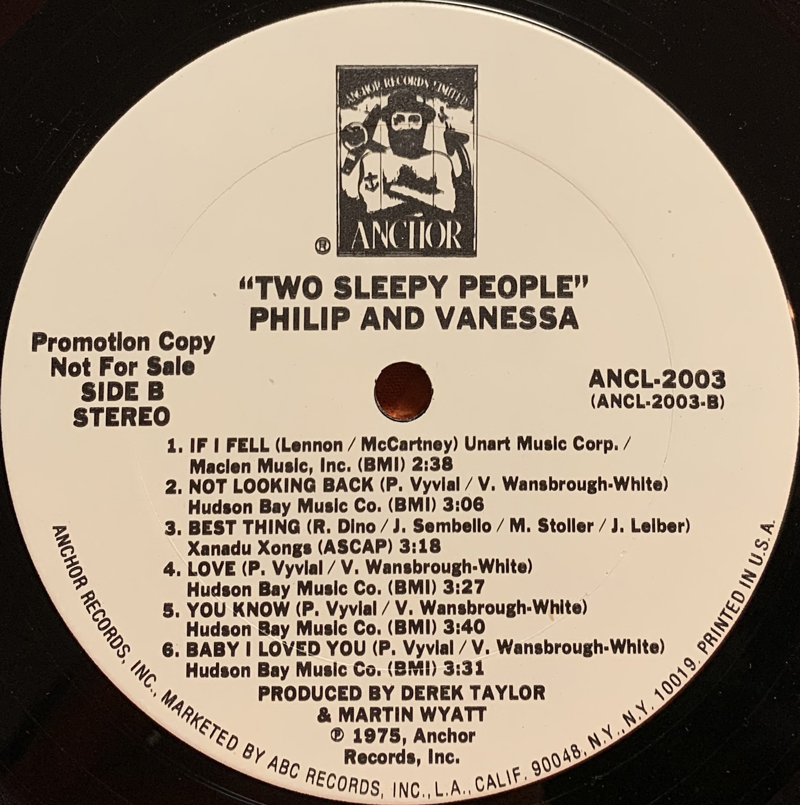 ANCHOR RECORDS LIMITED
ANCHOR
®
“TWO SLEEPY PEOPLE”
PHILIP AND VANESSA
Promotion Copy
Not For Sale
SIDE B
STEREO
ANCL-2003
(ANCL-2003-B)
1. IF I FELL (Lennon / McCartney) Unart Music Corp. /
Maclen Music, Inc. (BMI) 2:38
2. NOT LOOKING BACK (P. Vyvial / V. Wansbrough-White)
Hudson Bay Music Co. (BMI) 3:06
3. BEST THING (R. Dino / J. Sembello / M. Stoller / J. Leiber)
Xanadu Xongs (ASCAP) 3:18
4. LOVE (P. Vyvial / V. Wansbrough-White)
Hudson Bay Music Co. (BMI) 3:27
5. YOU KNOW (P. Vyvial / V. Wansbrough-White)
Hudson Bay Music Co. (BMI) 3:40
6. BABY I LOVED YOU (P. Vyvial / V. Wansbrough-White)
Hudson Bay Music Co. (BMI) 3:31
PRODUCED BY DEREK TAYLOR
& MARTIN WYATT
℗ 1975, Anchor
Records, Inc.
ANCHOR RECORDS, INC., MARKETED BY ABC RECORDS, INC., L.A., CALIF. 90048, N.Y., N.Y. 10019. PRINTED IN U.S.A.